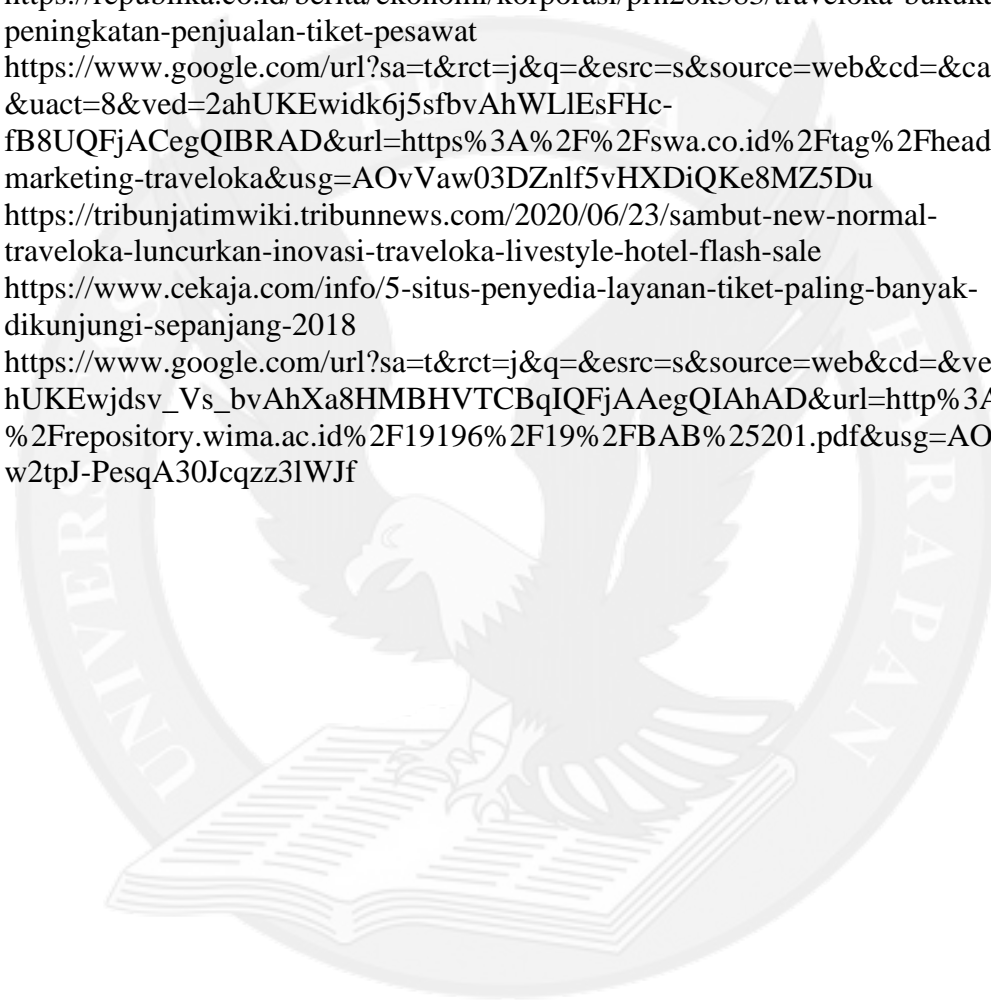 peningkatan-penjualan-tiket-pesawat
https://www.google.com/url?sa=t&rct=j&q=&esrc=s&source=web&cd=&ca
&uact=8&ved=2ahUKEwidk6j5sfbvAhWLlEsFHc-
fB8UQFjACegQIBRAD&url=https%3A%2F%2Fswa.co.id%2Ftag%2Fhead
marketing-traveloka&usg=AOvVaw03DZnlf5vHXDiQKe8MZ5Du
https://tribunjatimwiki.tribunnews.com/2020/06/23/sambut-new-normal-
traveloka-luncurkan-inovasi-traveloka-livestyle-hotel-flash-sale
https://www.cekaja.com/info/5-situs-penyedia-layanan-tiket-paling-banyak-
dikunjungi-sepanjang-2018
https://www.google.com/url?sa=t&rct=j&q=&esrc=s&source=web&cd=&ve
hUKEwjdsv_Vs_bvAhXa8HMBHVTCBqIQFjAAegQIAhAD&url=http%3A
%2Frepository.wima.ac.id%2F19196%2F19%2FBAB%25201.pdf&usg=AO
w2tpJ-PesqA30Jcqzz3lWJf